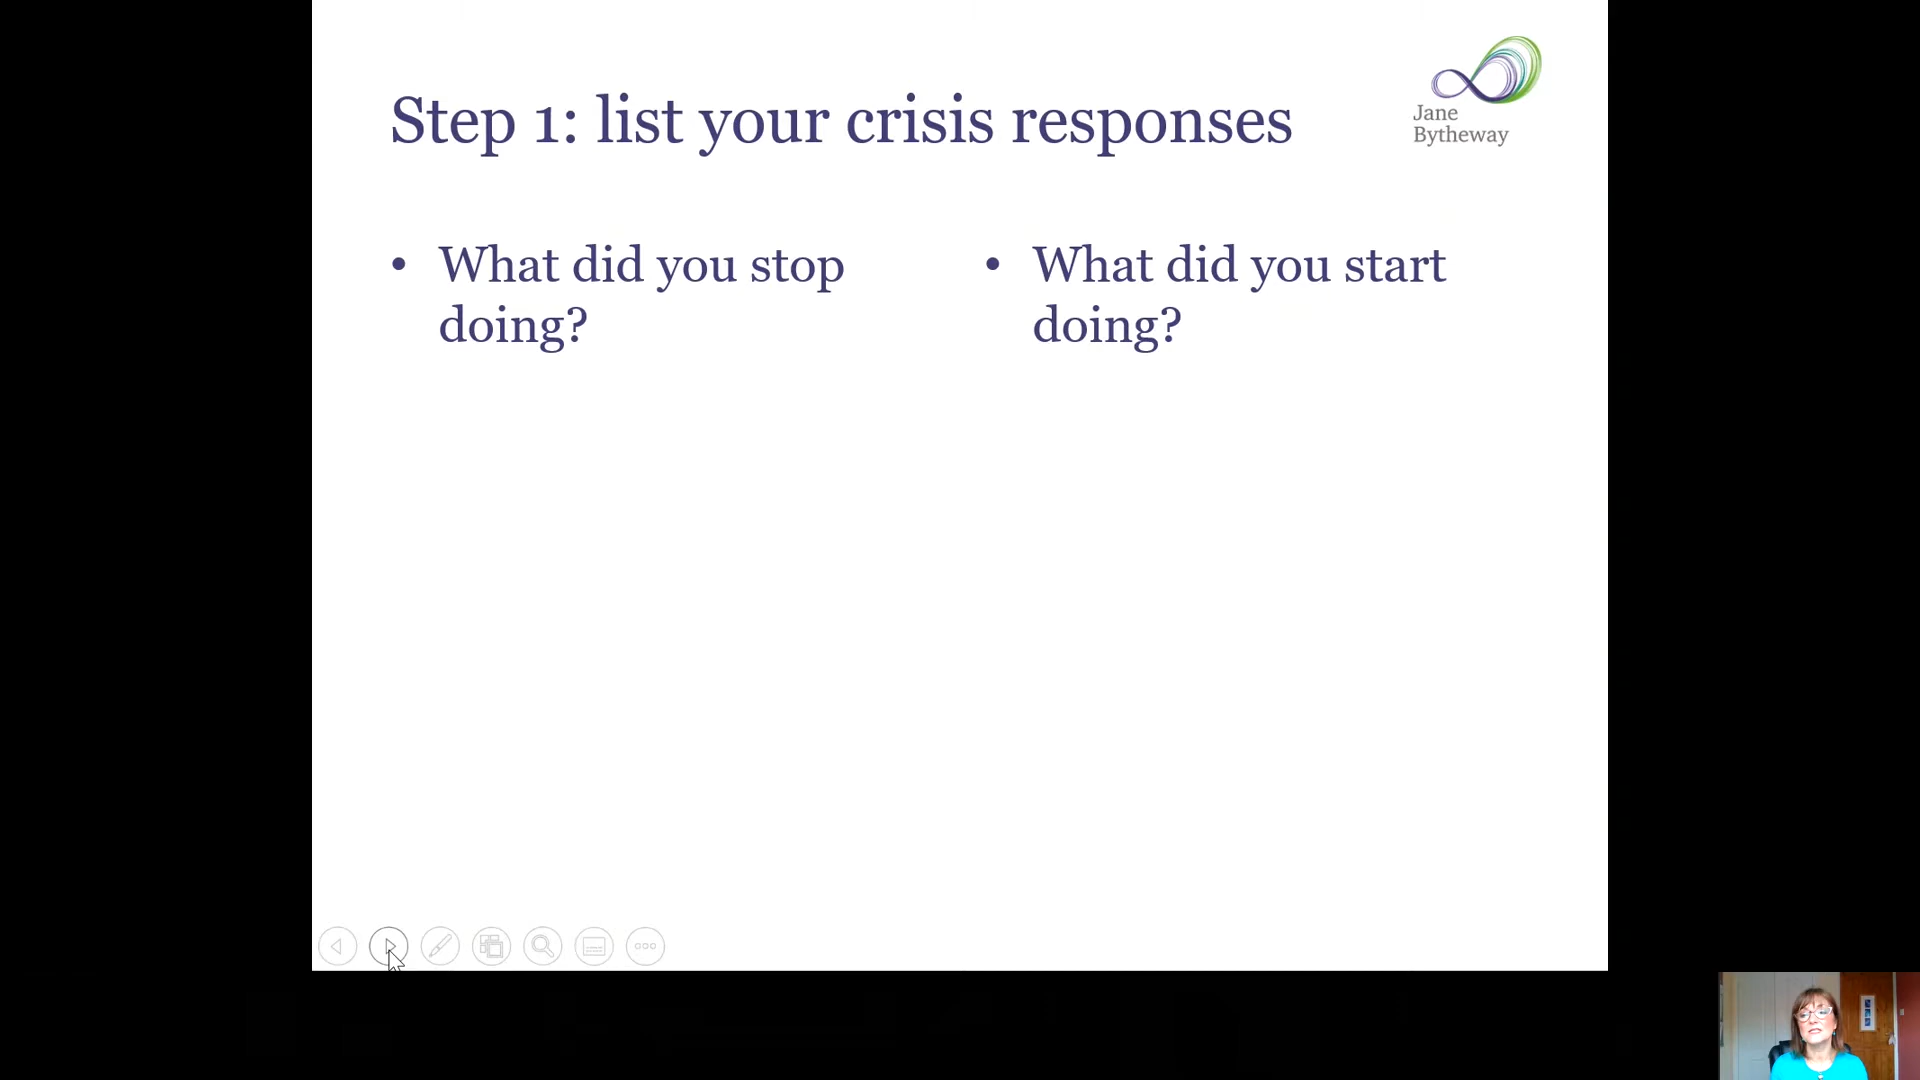 Step 1: list your crisis responses
Jane
Bytheway
• What did you stop
doing?
• What did you start
doing?